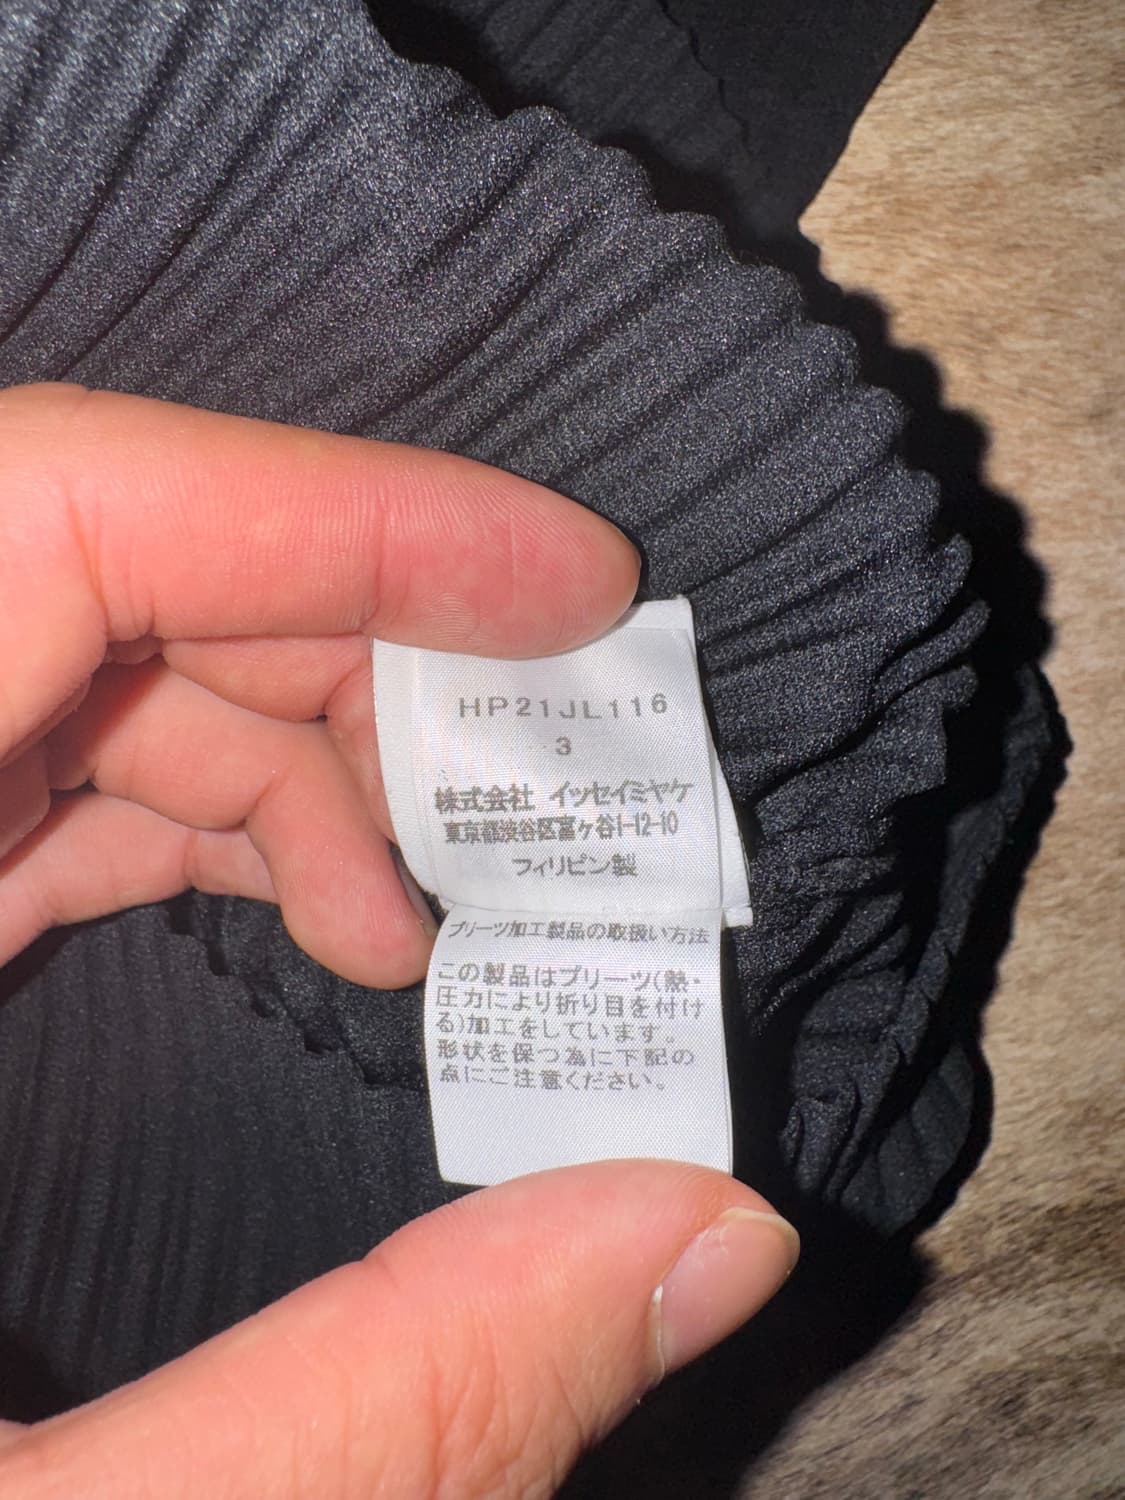 HP21JL116
3
株式会社 イッセイミヤケ
東京都渋谷区富ヶ谷1-12-10
フィリピン製
プリーツ加工製品の取扱い方法
この製品はプリーツ(熱・
圧力により折り目を付け
る)加工をしています。
形状を保つ為に下記の
点にご注意ください。